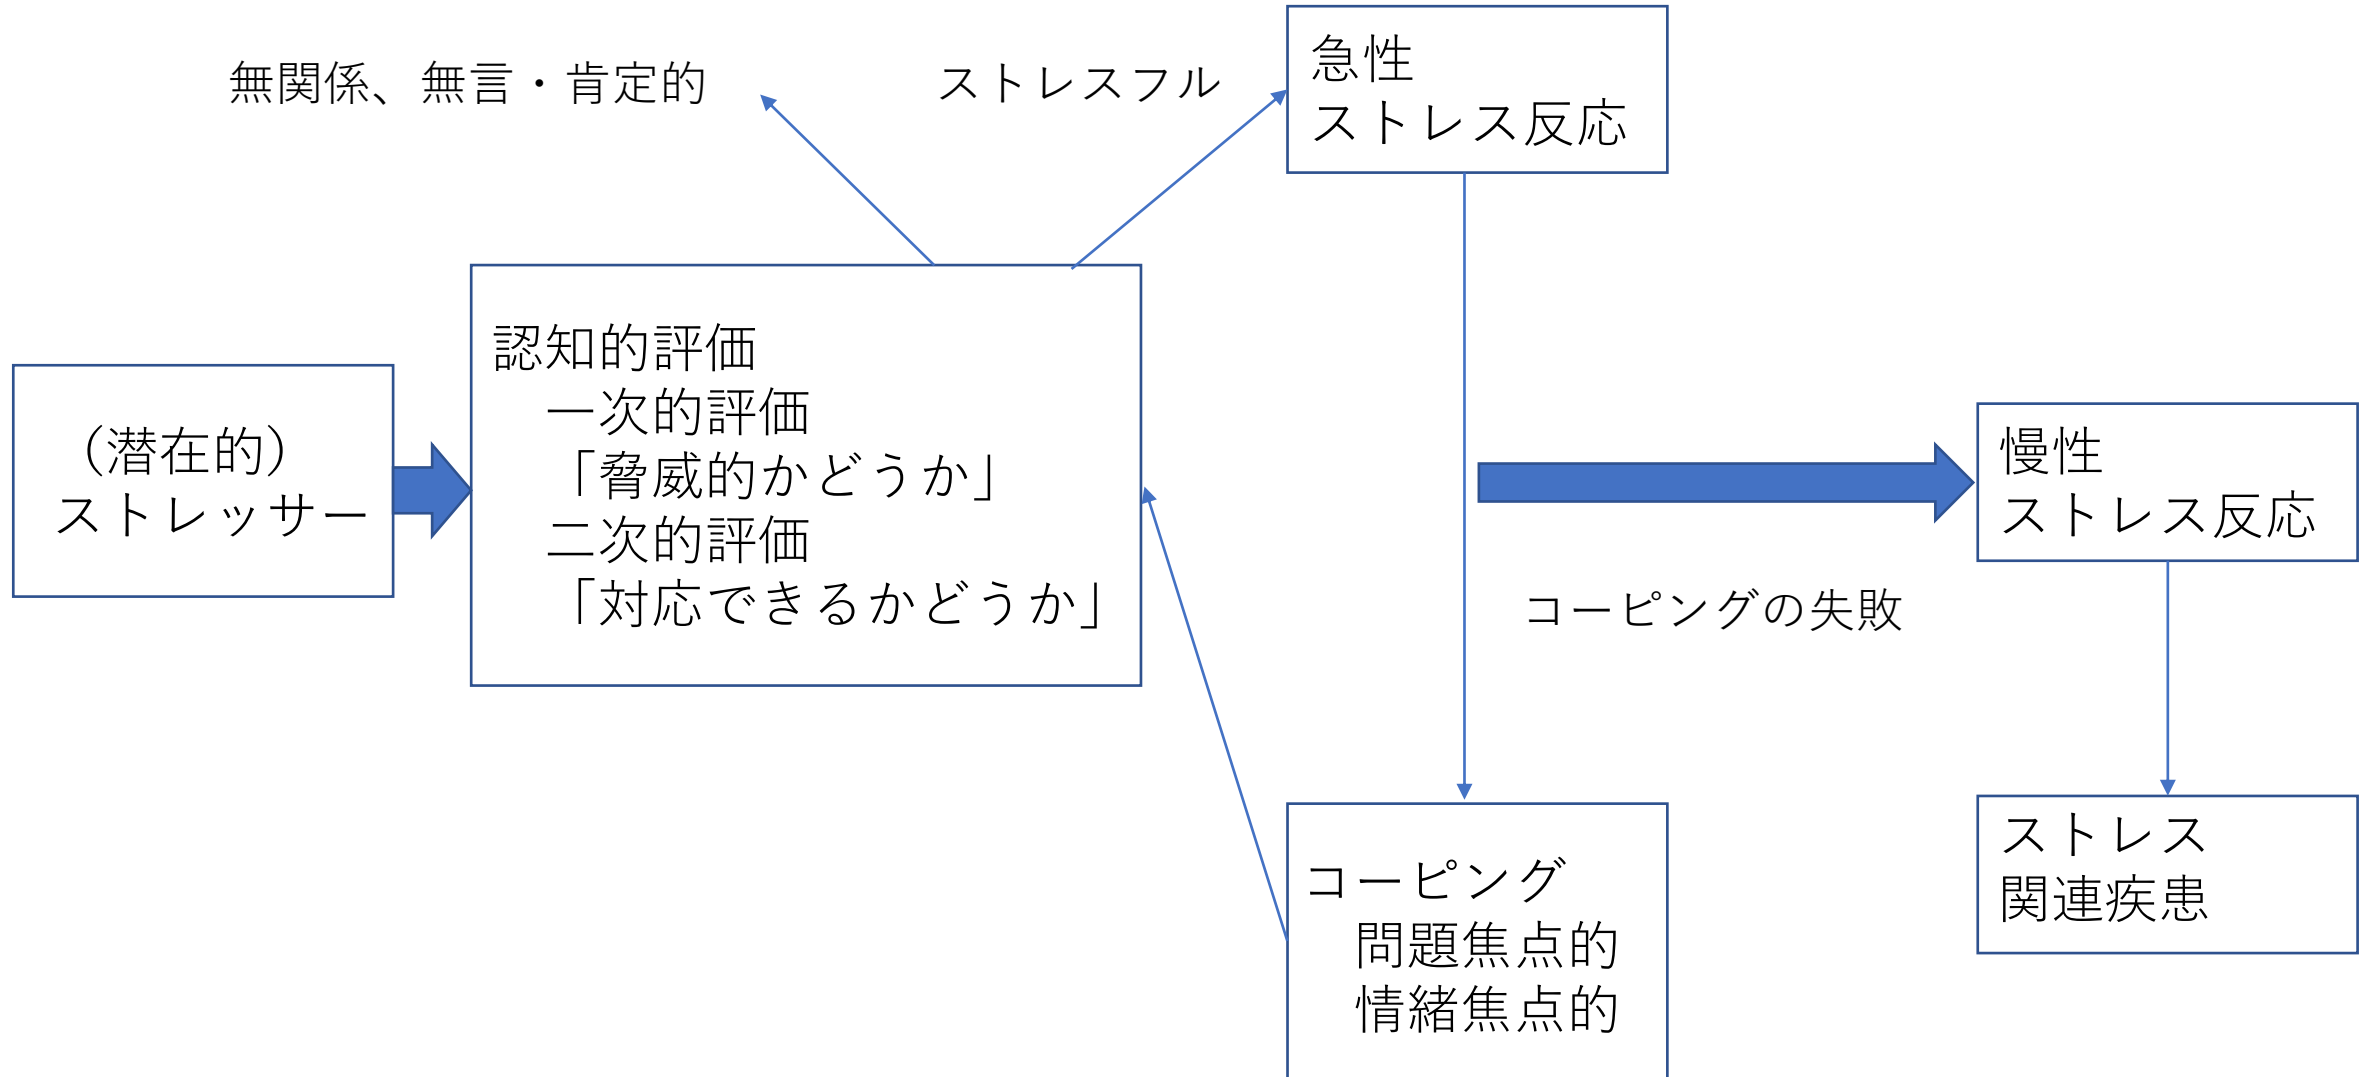 無関係、無言・肯定的
ストレスフル
急性
ストレス反応
(潜在的)
ストレッサー
認知的評価
一次的評価
「脅威的かどうか」
二次的評価
「対応できるかどうか」
慢性
ストレス反応
コーピングの失敗
コーピング
問題焦点的
情緒焦点的
ストレス
関連疾患